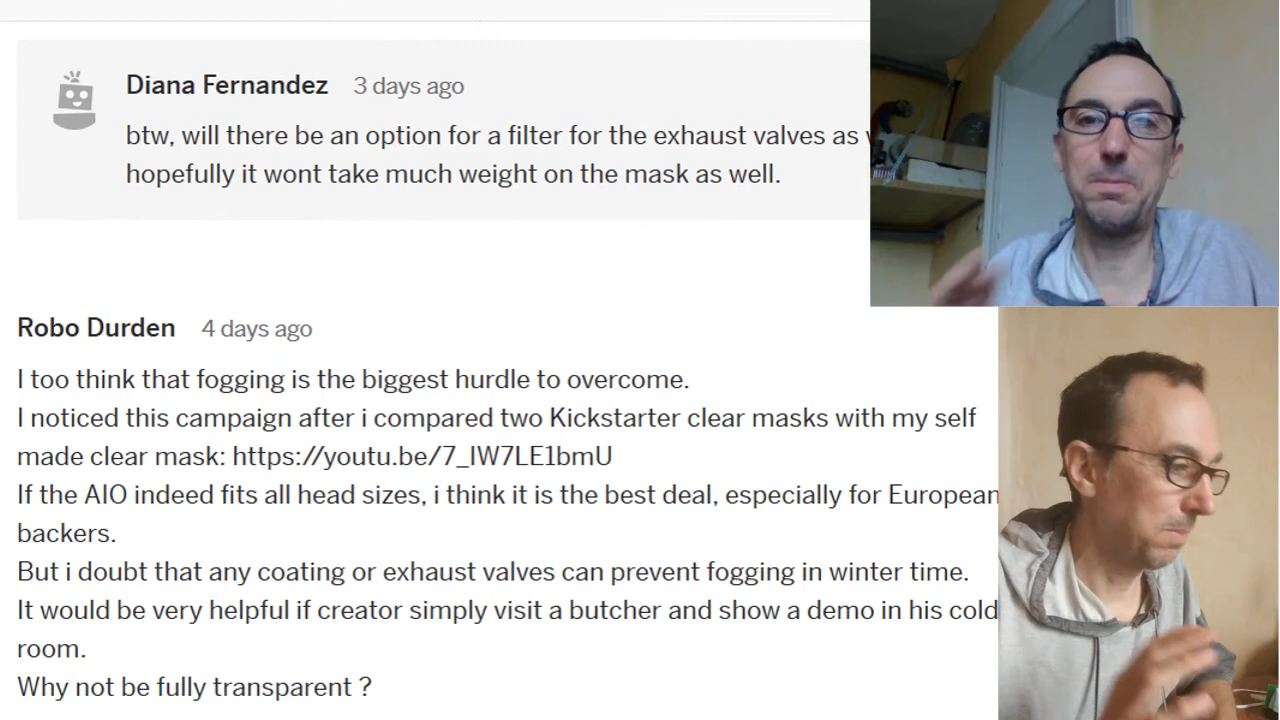 Diana Fernandez 3 days ago
btw, will there be an option for a filter for the exhaust valves as
hopefully it wont take much weight on the mask as well.
Robo Durden 4 days ago
I too think that fogging is the biggest hurdle to overcome.
I noticed this campaign after i compared two Kickstarter clear masks with my self
made clear mask: https://youtu.be/7_lW7LE1bmU
If the AIO indeed fits all head sizes, i think it is the best deal, especially for European
backers.
But i doubt that any coating or exhaust valves can prevent fogging in winter time.
It would be very helpful if creator simply visit a butcher and show a demo in his cold
room.
Why not be fully transparent ?